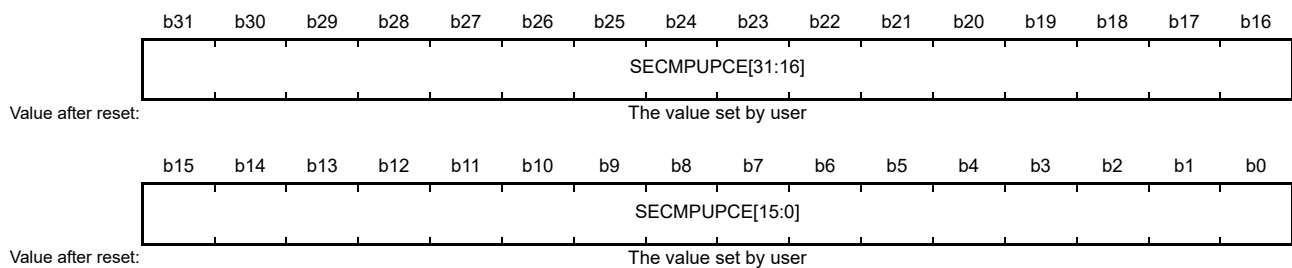 b31 b30 b29 b28 b27 b26 b25 b24 b23 b22 b21 b20 b19 b18 b17 b16
SECMPUPCE[31:16]
Value after reset: The value set by user
b15 b14 b13 b12 b11 b10 b9 b8 b7 b6 b5 b4 b3 b2 b1 b0
SECMPUPCE[15:0]
Value after reset: The value set by user